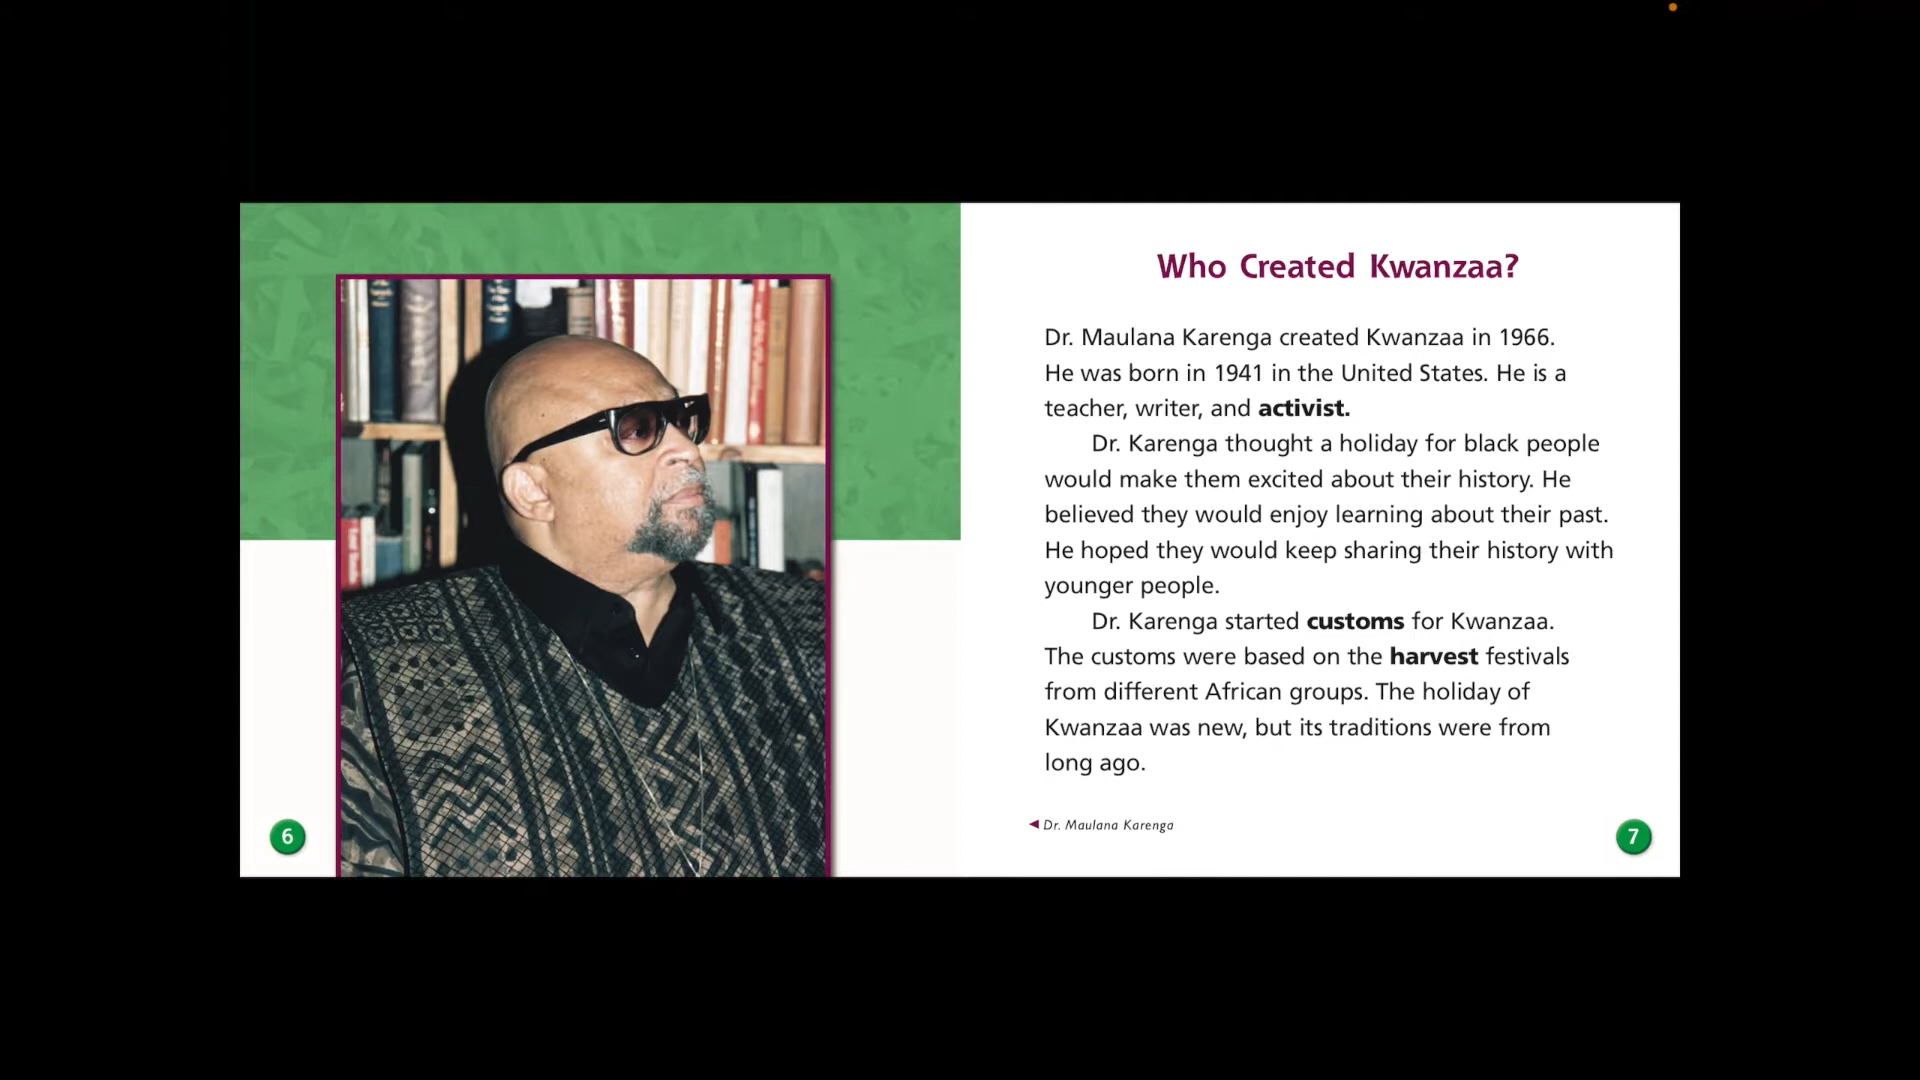 Who Created Kwanzaa?
Dr. Maulana Karenga created Kwanzaa in 1966.
He was born in 1941 in the United States. He is a
teacher, writer, and activist.
Dr. Karenga thought a holiday for black people
would make them excited about their history. He
believed they would enjoy learning about their past.
He hoped they would keep sharing their history with
younger people.
Dr. Karenga started customs for Kwanzaa.
The customs were based on the harvest festivals
from different African groups. The holiday of
Kwanzaa was new, but its traditions were from
long ago.
Dr. Maulana Karenga
6
7